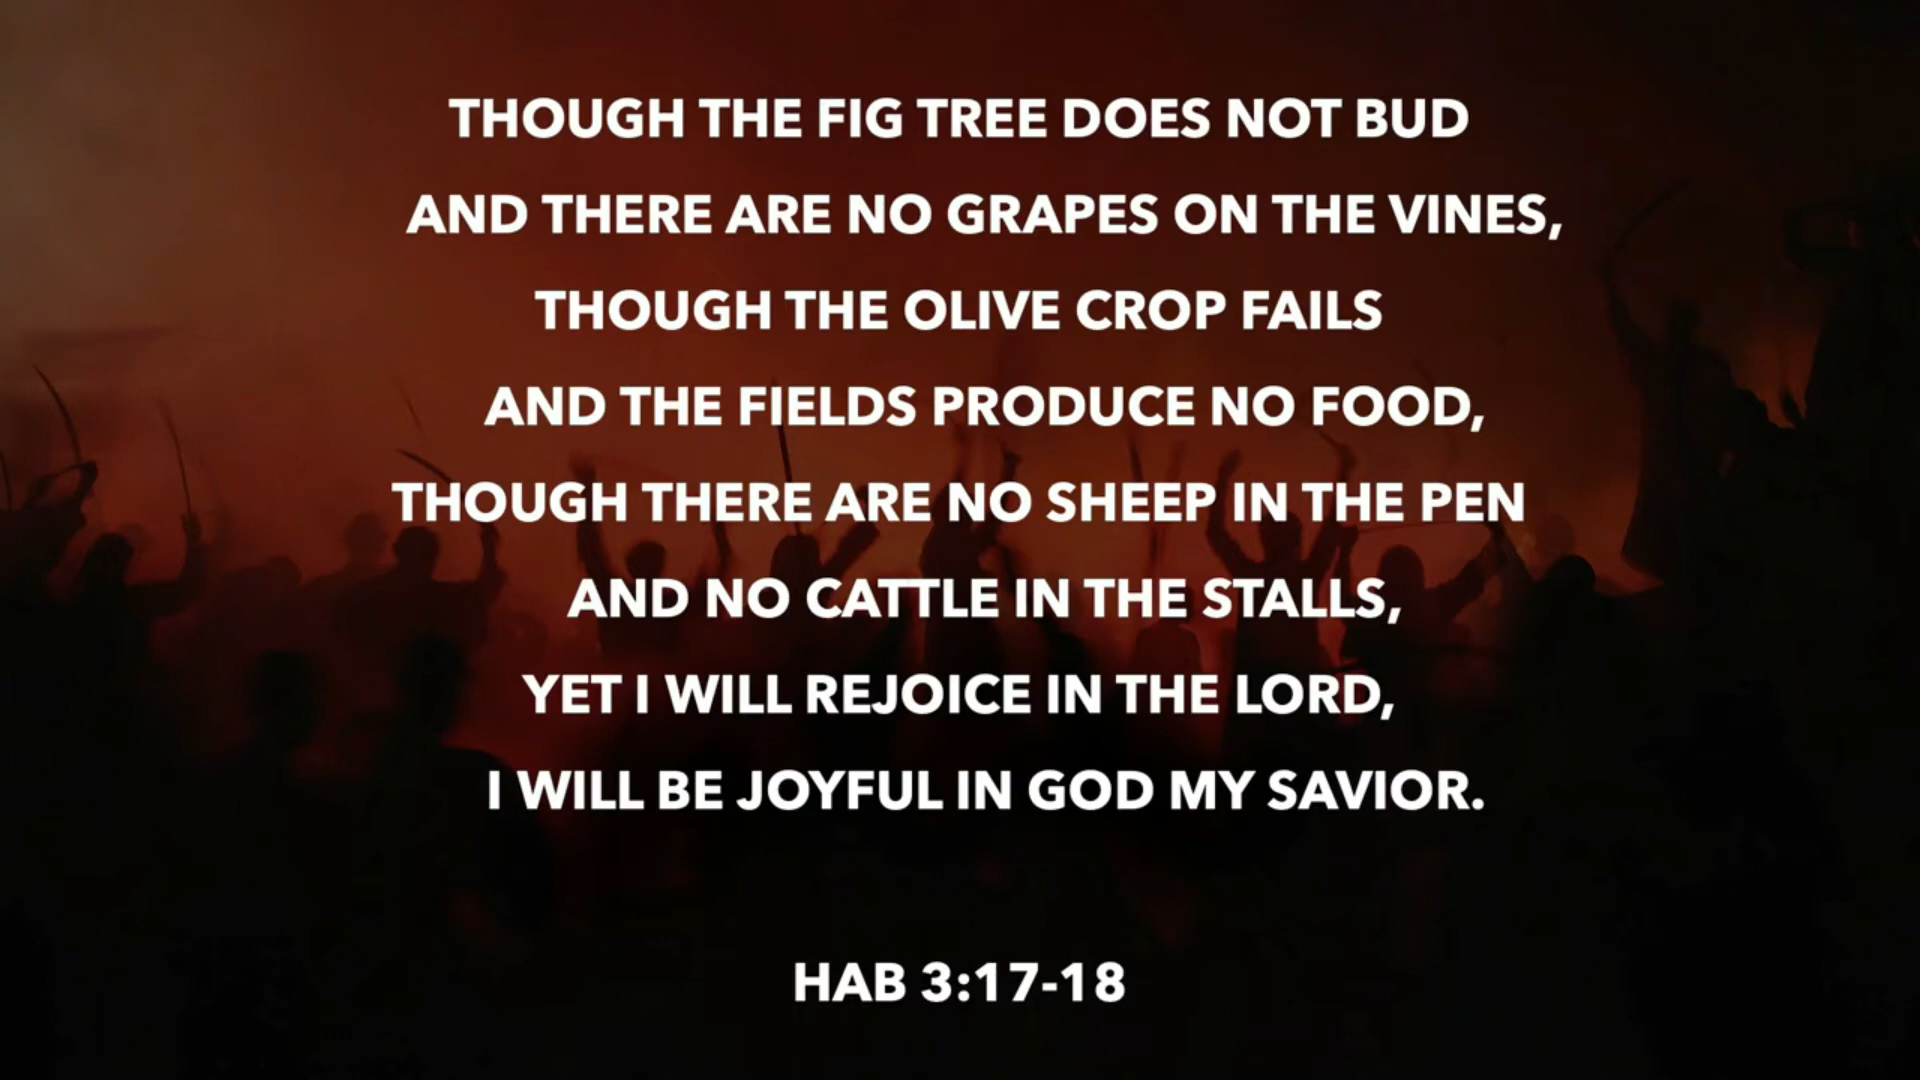 THOUGH THE FIG TREE DOES NOT BUD
AND THERE ARE NO GRAPES ON THE VINES,
THOUGH THE OLIVE CROP FAILS
AND THE FIELDS PRODUCE NO FOOD,
THOUGH THERE ARE NO SHEEP IN THE PEN
AND NO CATTLE IN THE STALLS,
YET I WILL REJOICE IN THE LORD,
I WILL BE JOYFUL IN GOD MY SAVIOR.
HAB 3:17-18